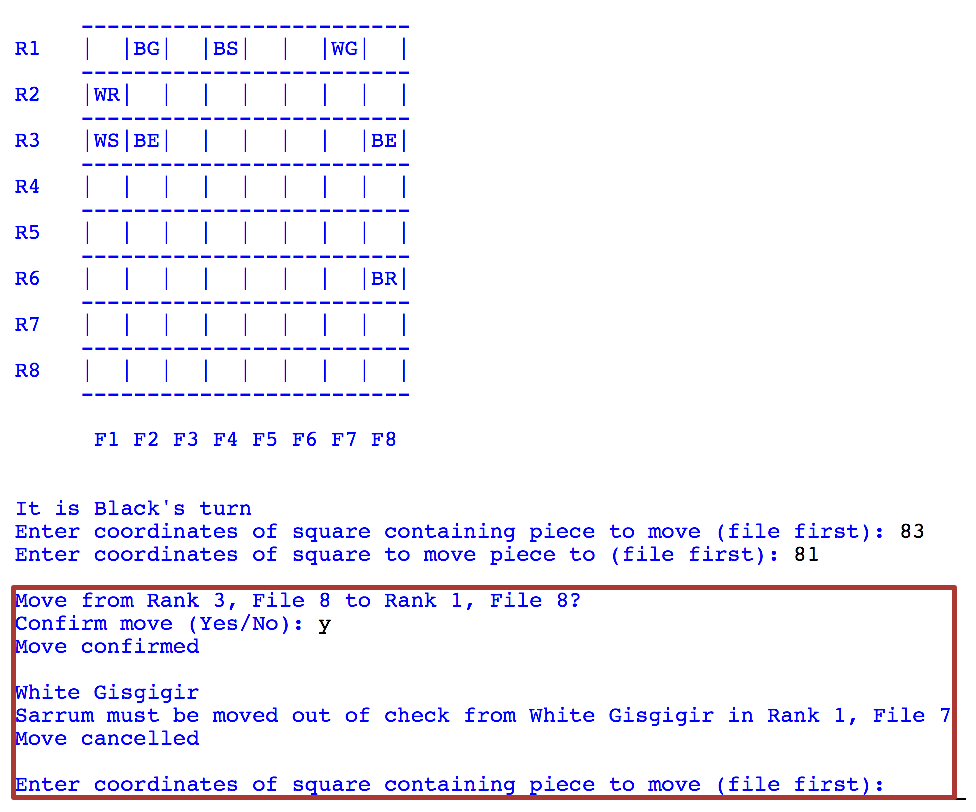 -------------------------
R1 | |BG| |BS| | |WG| |
-------------------------
R2 |WR| | | | | | | |
-------------------------
R3 |WS|BE| | | | | |BE|
-------------------------
R4 | | | | | | | | |
-------------------------
R5 | | | | | | | | |
-------------------------
R6 | | | | | | | |BR|
-------------------------
R7 | | | | | | | | |
-------------------------
R8 | | | | | | | | |
-------------------------
F1 F2 F3 F4 F5 F6 F7 F8
It is Black's turn
Enter coordinates of square containing piece to move (file first): 83
Enter coordinates of square to move piece to (file first): 81
Move from Rank 3, File 8 to Rank 1, File 8?
Confirm move (Yes/No): y
Move confirmed
White Gisgigir
Sarrum must be moved out of check from White Gisgigir in Rank 1, File 7
Move cancelled
Enter coordinates of square containing piece to move (file first):